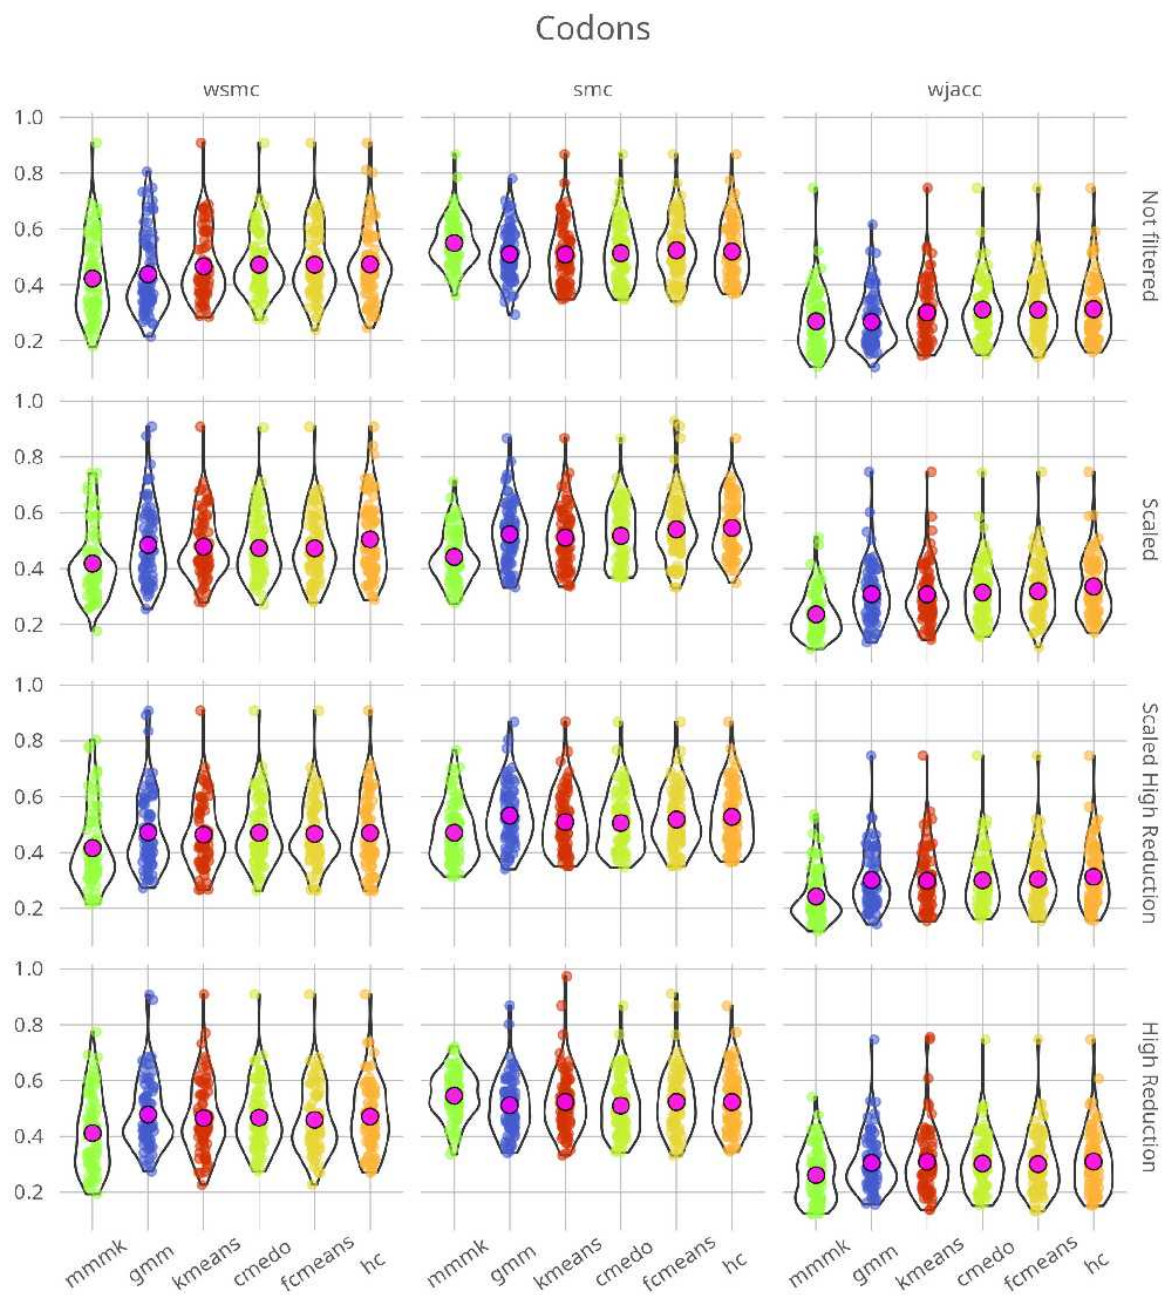 Codons
wsmc smc wjacc
1.0
0.8
0.6
0.4
0.2
Not filtered
1.0
0.8
0.6
0.4
0.2
Scaled
1.0
0.8
0.6
0.4
0.2
Scaled High Reduction
1.0
0.8
0.6
0.4
0.2
High Reduction
mmmk gmm kmeans cmedo fcmeans hc mmmk gmm kmeans cmedo fcmeans hc mmmk gmm kmeans cmedo fcmeans hc